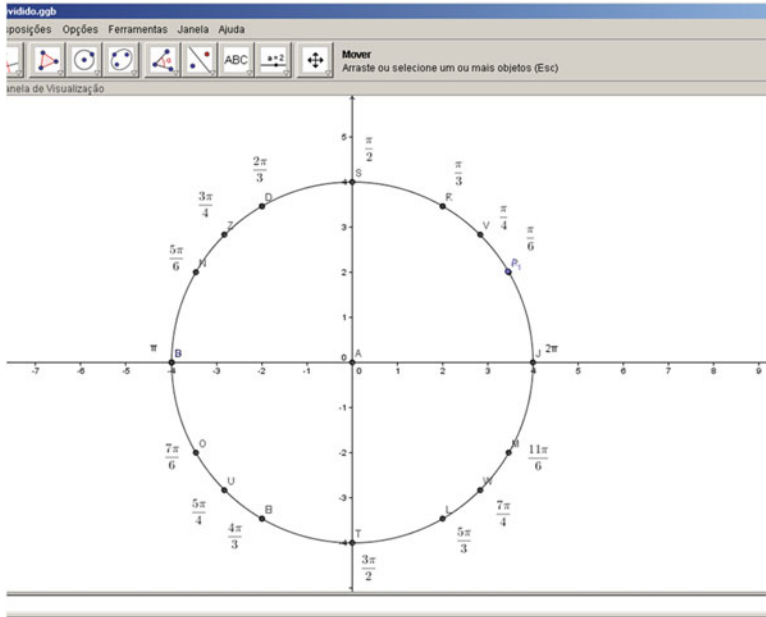 ividido.ggb
sposições Opções Ferramentas Janela Ajuda
ABC a=2 Mover
Arraste ou selecione um ou mais objetos (Esc)
anela de Visualização
5
π/2
S
4
2π/3
D
π/3
3π/4
Z
3
V
π/4
5π/6
N
2
P₁
π/6
1
π
B
0
A
J
2π
-7 -6 -5 -4 -3 -2 -1 0 1 2 3 4 5 6 7 8 9
-1
7π/6
O
-2
M
11π/6
U
-3
W
5π/4
7π/4
B
L
4π/3
5π/3
-4
T
3π/2